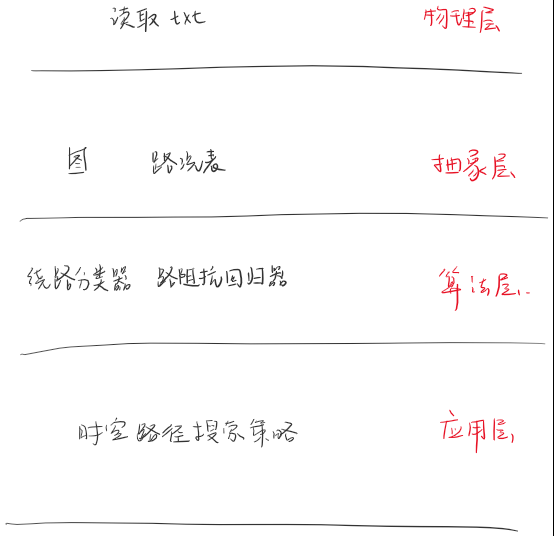 读取 txt 物理层
图 路况表 抽象层
绕路分类器 路阻抗回归器 算法层
时空路径搜索策略 应用层